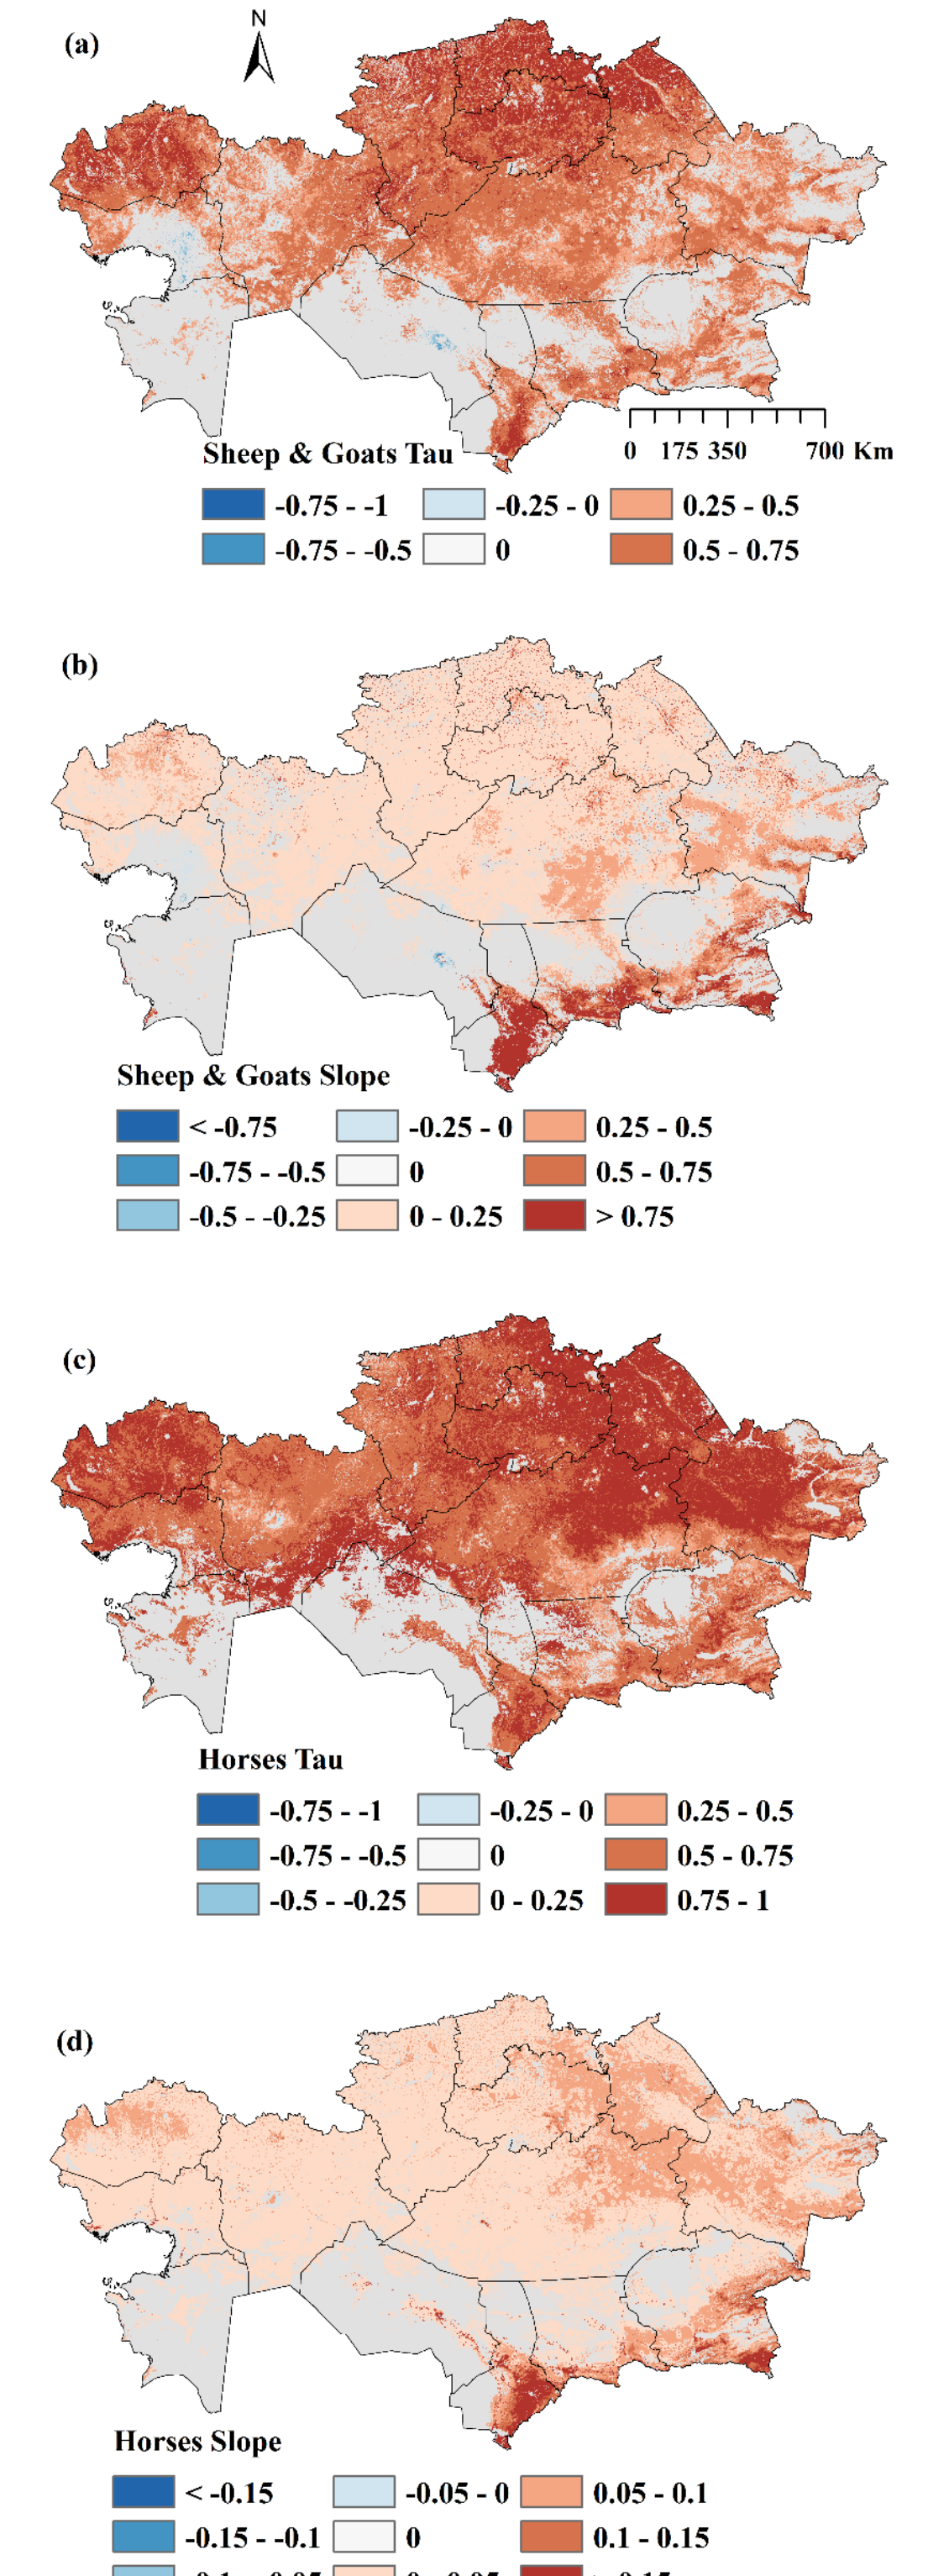 (a)
N
0 175 350 700 Km
Sheep & Goats Tau
-0.75 - -1 -0.25 - 0 0.25 - 0.5
-0.75 - -0.5 0 0.5 - 0.75
(b)
Sheep & Goats Slope
< -0.75 -0.25 - 0 0.25 - 0.5
-0.75 - -0.5 0 0.5 - 0.75
-0.5 - -0.25 0 - 0.25 > 0.75
(c)
Horses Tau
-0.75 - -1 -0.25 - 0 0.25 - 0.5
-0.75 - -0.5 0 0.5 - 0.75
-0.5 - -0.25 0 - 0.25 0.75 - 1
(d)
Horses Slope
< -0.15 -0.05 - 0 0.05 - 0.1
-0.15 - -0.1 0 0.1 - 0.15